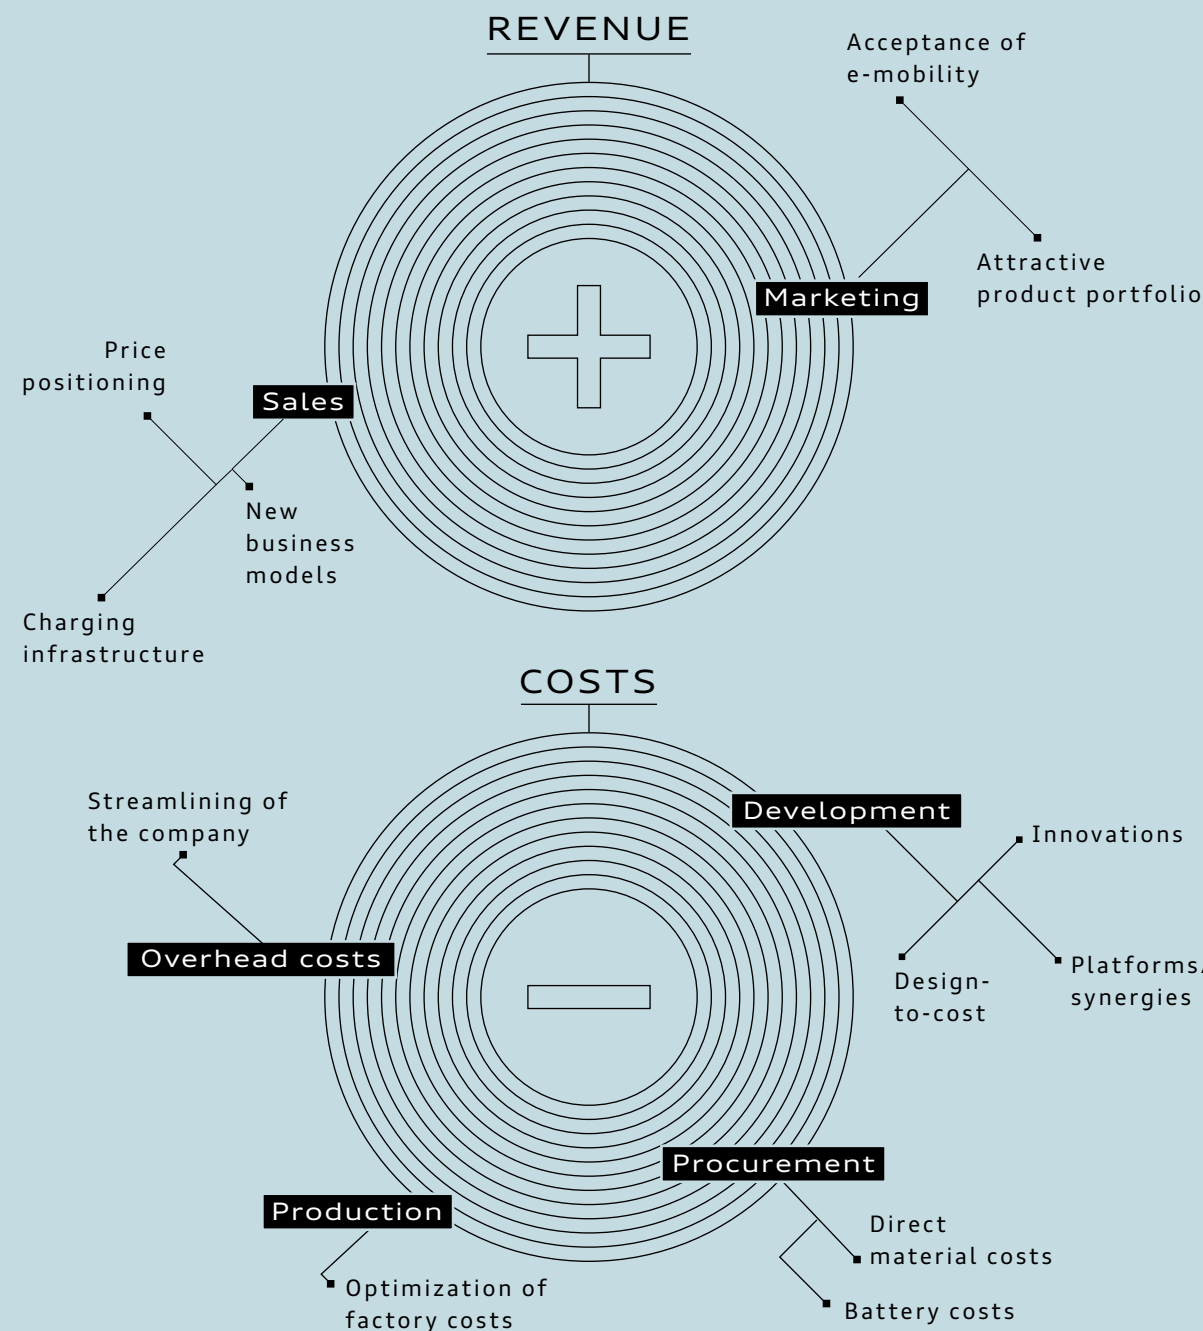 REVENUE
Acceptance of
e-mobility
Attractive
product portfolio
Marketing
Price
positioning
Sales
New
business
models
Charging
infrastructure
COSTS
Streamlining of
the company
Development
Innovations
Overhead costs
Design-
to-cost
Platforms/
synergies
Procurement
Production
Direct
material costs
Optimization of
factory costs
Battery costs